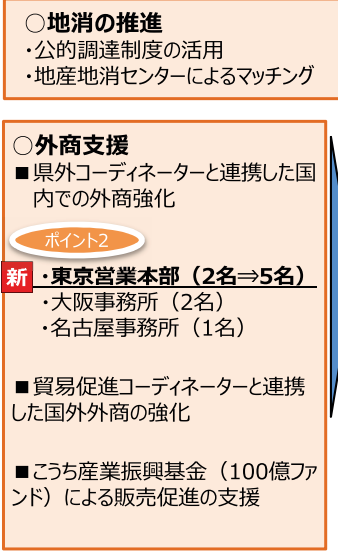 ○地消の推進
・公的調達制度の活用
・地産地消センターによるマッチング
○外商支援
■県外コーディネーターと連携した国
内での外商強化
ポイント2
新 ・東京営業本部（2名⇒5名）
・大阪事務所（2名）
・名古屋事務所（1名）
■貿易促進コーディネーターと連携
した国外外商の強化
■こうち産業振興基金（100億ファ
ンド）による販売促進の支援